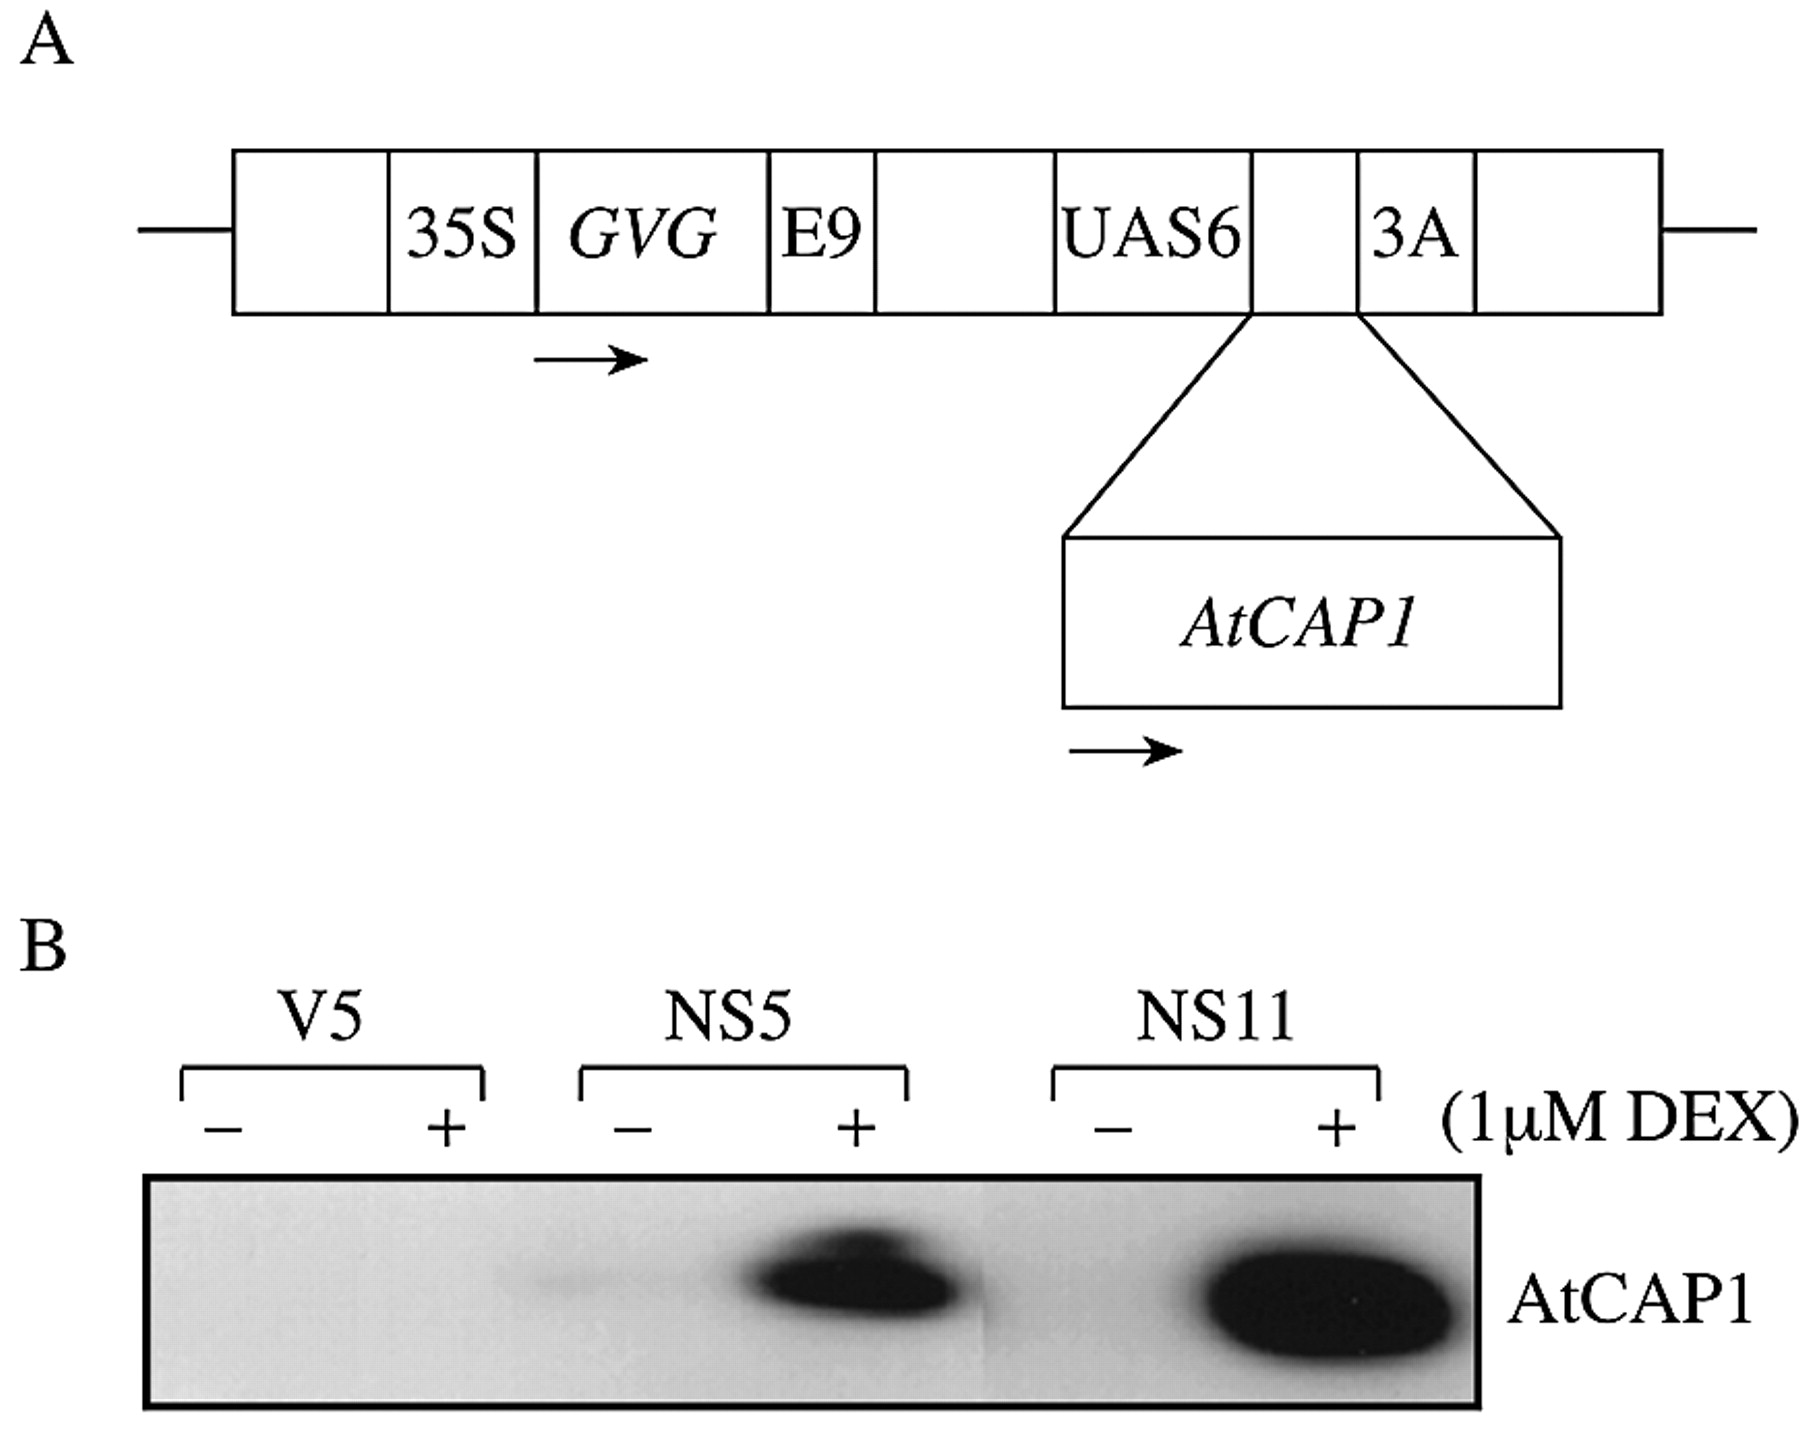 A
35S GVG E9 UAS6 3A
AtCAP1
B
V5 NS5 NS11
– + – + – + (1μM DEX)
AtCAP1